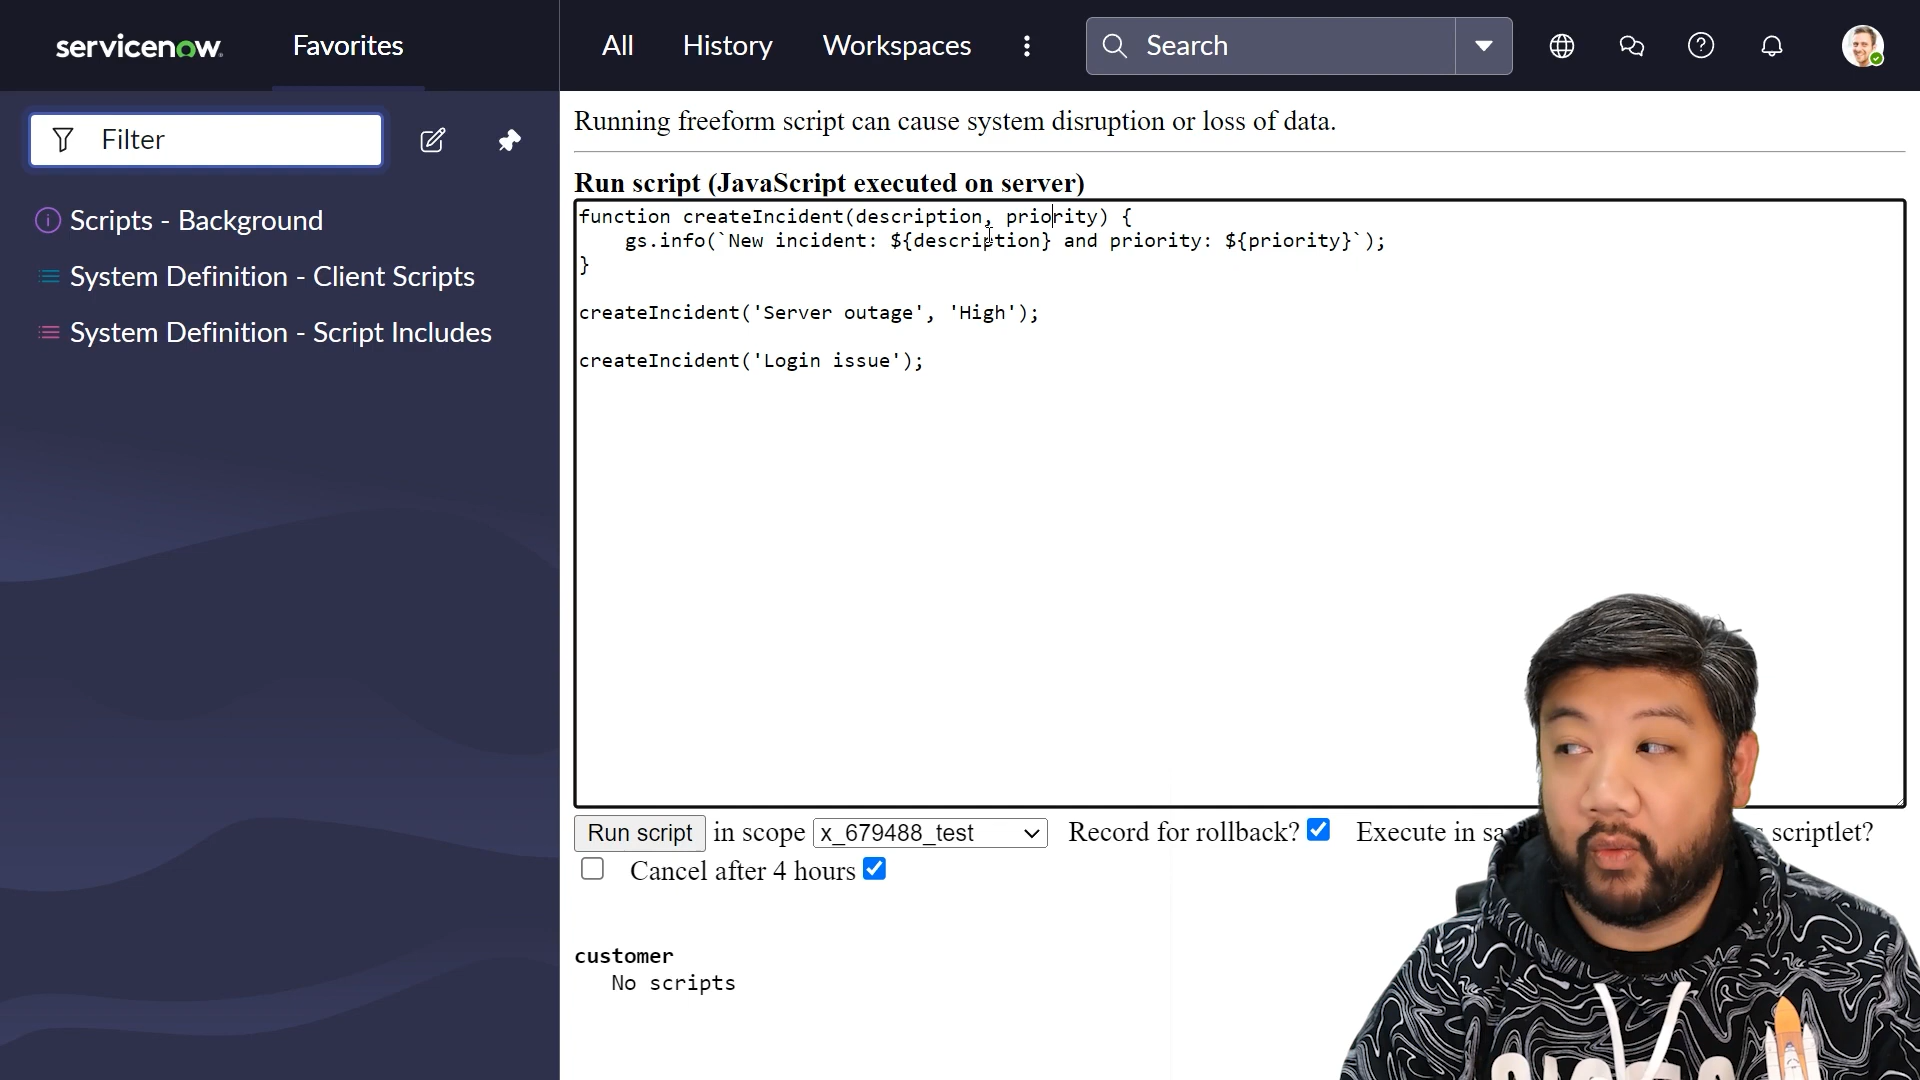 servicenow
Favorites
All
History
Workspaces
Search
Filter
Scripts - Background
System Definition - Client Scripts
System Definition - Script Includes
Running freeform script can cause system disruption or loss of data.
Run script (JavaScript executed on server)
function createIncident(description, priority) {
    gs.info(`New incident: ${description} and priority: ${priority}`);
}
createIncident('Server outage', 'High');
createIncident('Login issue');
Run script in scope x_679488_test Record for rollback? Execute in scriptlet?
Cancel after 4 hours
customer
No scripts